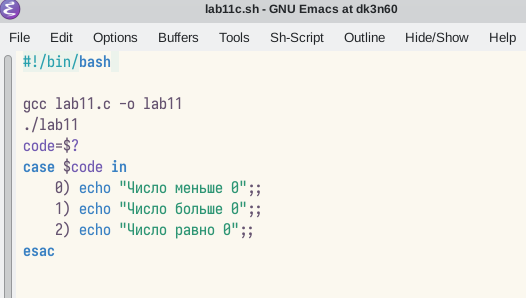 lab11c.sh - GNU Emacs at dk3n60
File Edit Options Buffers Tools Sh-Script Outline Hide/Show Help
#!/bin/bash
gcc lab11.c -o lab11
./lab11
code=$?
case $code in
    0) echo "Число меньше 0";;
    1) echo "Число больше 0";;
    2) echo "Число равно 0";;
esac